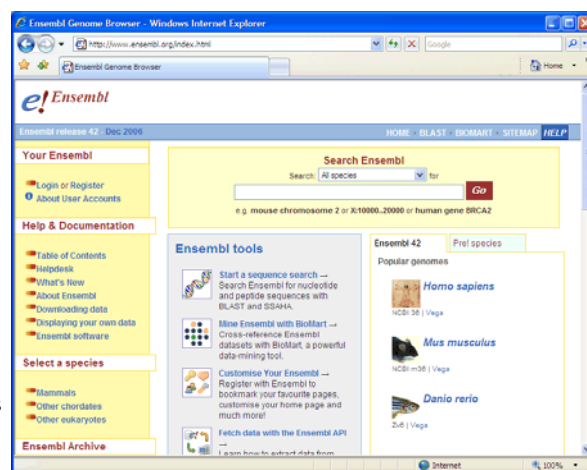 Ensembl Genome Browser - Windows Internet Explorer
http://www.ensembl.org/index.html
Google
Ensembl Genome Browser
Home
e! Ensembl
Ensembl release 42 - Dec 2006
HOME · BLAST · BIOMART · SITEMAP HELP
Your Ensembl
Login or Register
About User Accounts
Help & Documentation
Table of Contents
Helpdesk
What's New
About Ensembl
Downloading data
Displaying your own data
Ensembl software
Select a species
Mammals
Other chordates
Other eukaryotes
Ensembl Archive
Search Ensembl
Search: All species for
Go
e.g. mouse chromosome 2 or X:10000..20000 or human gene BRCA2
Ensembl tools
Start a sequence search →
Search Ensembl for nucleotide
and peptide sequences with
BLAST and SSAHA.
Mine Ensembl with BioMart →
Cross-reference Ensembl
datasets with BioMart, a powerful
data-mining tool.
Customise Your Ensembl →
Register with Ensembl to
bookmark your favourite pages,
customise your home page and
much more!
Fetch data with the Ensembl API
→
Learn how to extract data from
Ensembl 42
Pre! species
Popular genomes
Homo sapiens
NCBI 36 | Vega
Mus musculus
NCBI m36 | Vega
Danio rerio
Zv6 | Vega
Internet
100%